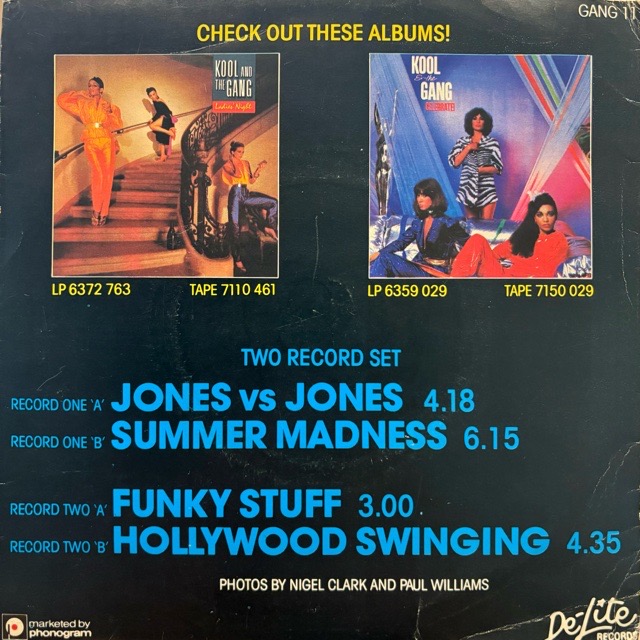 GANG 11
CHECK OUT THESE ALBUMS!
KOOL AND
THE
GANG
Ladies' Night
KOOL
& the
GANG
CELEBRATE!
LP 6372 763 TAPE 7110 461
LP 6359 029 TAPE 7150 029
TWO RECORD SET
RECORD ONE 'A' JONES vs JONES 4.18
RECORD ONE 'B' SUMMER MADNESS 6.15
RECORD TWO 'A' FUNKY STUFF 3.00
RECORD TWO 'B' HOLLYWOOD SWINGING 4.35
PHOTOS BY NIGEL CLARK AND PAUL WILLIAMS
marketed by
phonogram
De-Lite
RECORDS